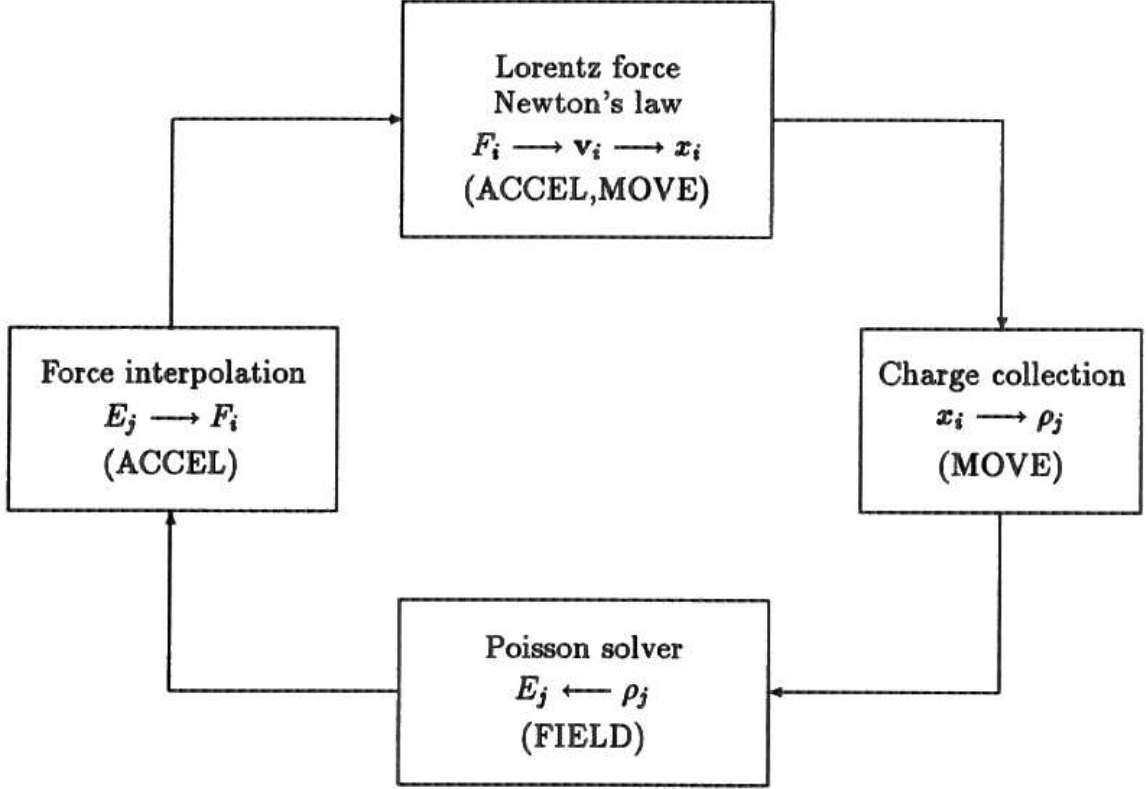 Lorentz force
Newton's law
F_i ⟶ v_i ⟶ x_i
(ACCEL,MOVE)
Force interpolation
E_j ⟶ F_i
(ACCEL)
Charge collection
x_i ⟶ ρ_j
(MOVE)
Poisson solver
E_j ⟵ ρ_j
(FIELD)